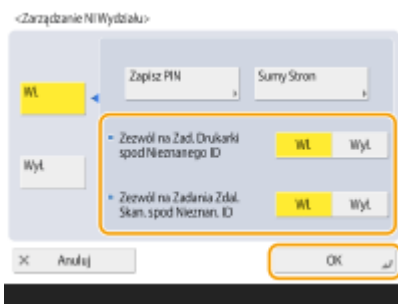 <Zarządzanie NI Wydziału>
Wł.
Zapisz PIN
Sumy Stron
Zezwól na Zad. Drukarki
spod Nieznanego ID
Wł.
Wył.
Wył.
Zezwól na Zadania Zdal.
Skan. spod Nieznan. ID
Wł.
Wył.
Anuluj
OK